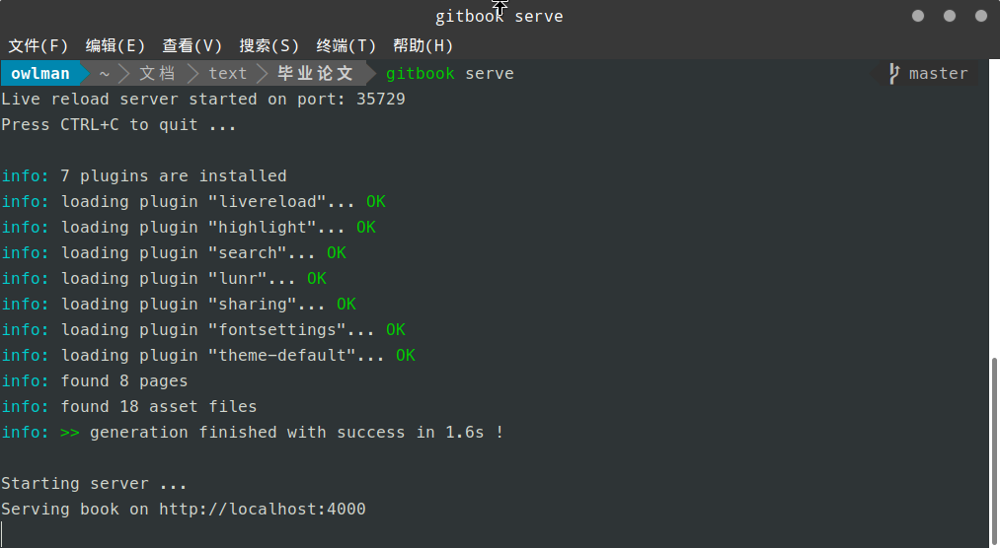 gitbook serve
文件(F) 编辑(E) 查看(V) 搜索(S) 终端(T) 帮助(H)
owlman ~ 文档 text 毕业论文 gitbook serve master
Live reload server started on port: 35729
Press CTRL+C to quit ...
info: 7 plugins are installed
info: loading plugin "livereload"... OK
info: loading plugin "highlight"... OK
info: loading plugin "search"... OK
info: loading plugin "lunr"... OK
info: loading plugin "sharing"... OK
info: loading plugin "fontsettings"... OK
info: loading plugin "theme-default"... OK
info: found 8 pages
info: found 18 asset files
info: >> generation finished with success in 1.6s !
Starting server ...
Serving book on http://localhost:4000